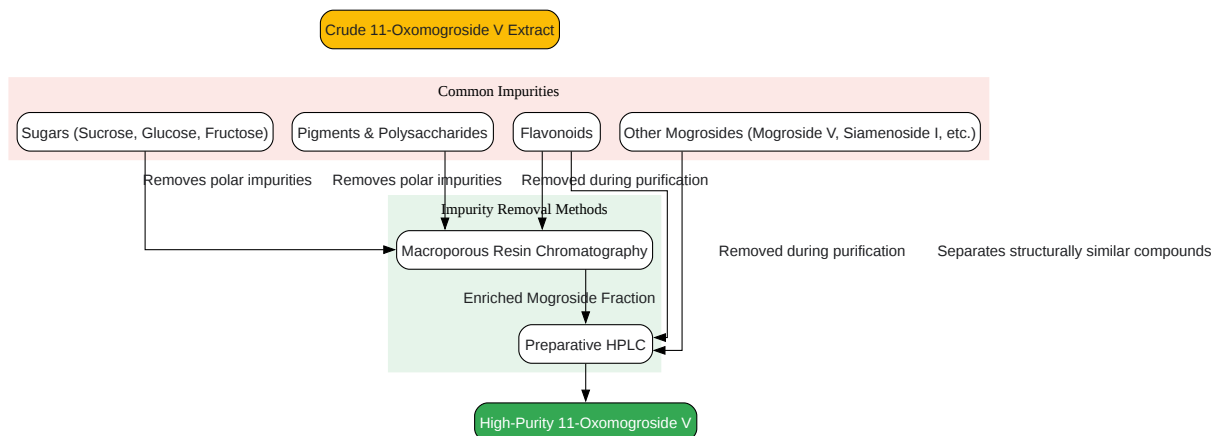 Crude 11-Oxomogroside V Extract
Common Impurities
Sugars (Sucrose, Glucose, Fructose)
Pigments & Polysaccharides
Flavonoids
Other Mogrosides (Mogroside V, Siamenoside I, etc.)
Removes polar impurities
Removes polar impurities
Removed during purification
Impurity Removal Methods
Macroporous Resin Chromatography
Removed during purification
Separates structurally similar compounds
Enriched Mogroside Fraction
Preparative HPLC
High-Purity 11-Oxomogroside V